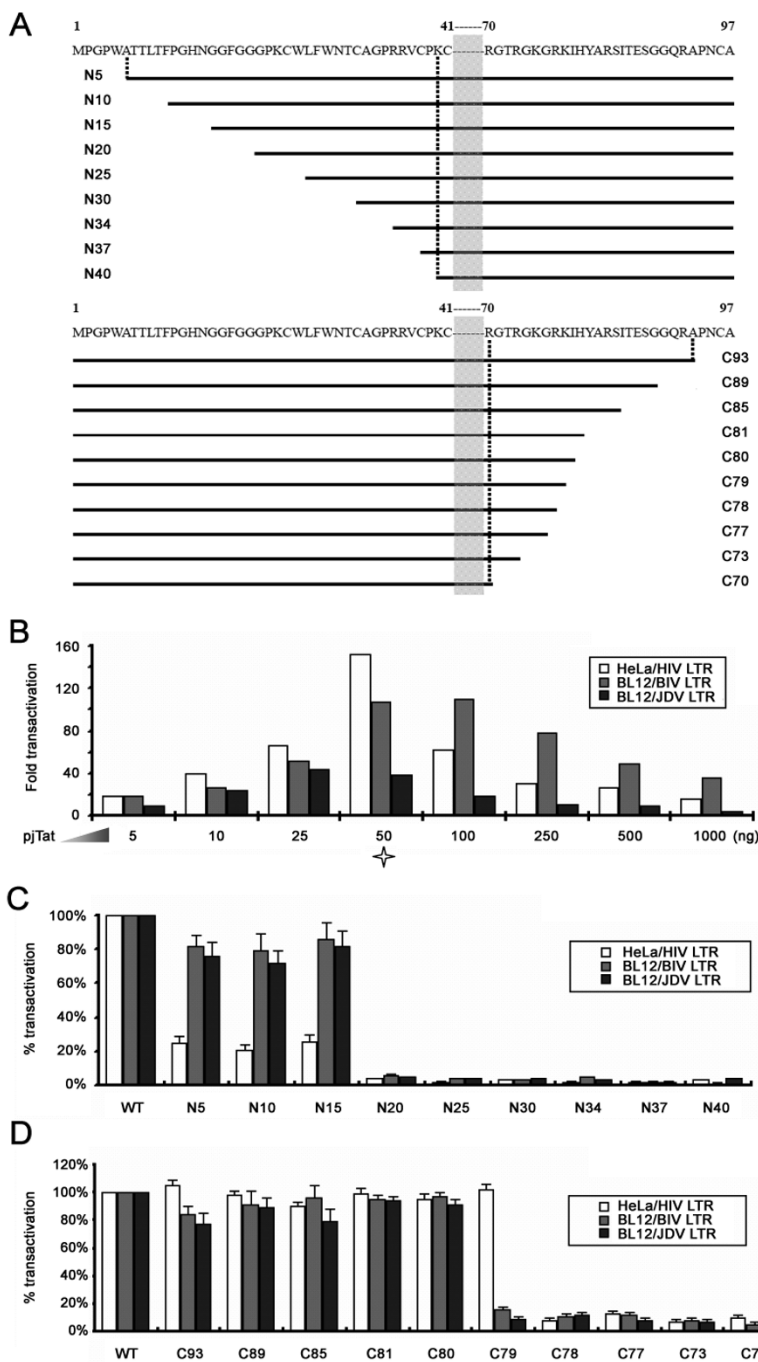 A
1 41 70 97
MPGPWATTLTFPGHNGGFGGGPKCWLFWNTCAGPRRVCPKC------RGTRGKGRKIHYARSITESGGQRAPNCA
N5
N10
N15
N20
N25
N30
N34
N37
N40
1 41------70 97
MPGPWATTLTFPGHNGGFGGGPKCWLFWNTCAGPRRVCPKC------RGTRGKGRKIHYARSITESGGQRAPNCA
C93
C89
C85
C81
C80
C79
C78
C77
C73
C70
B
Fold transactivation
160
120
80
40
0
HeLa/HIV LTR
BL12/BIV LTR
BL12/JDV LTR
pjTat 5 10 25 50 100 250 500 1000 (ng)
C
% transactivation
100%
80%
60%
40%
20%
0%
HeLa/HIV LTR
BL12/BIV LTR
BL12/JDV LTR
WT N5 N10 N15 N20 N25 N30 N34 N37 N40
D
% transactivation
120%
100%
80%
60%
40%
20%
0%
HeLa/HIV LTR
BL12/BIV LTR
BL12/JDV LTR
WT C93 C89 C85 C81 C80 C79 C78 C77 C73 C7